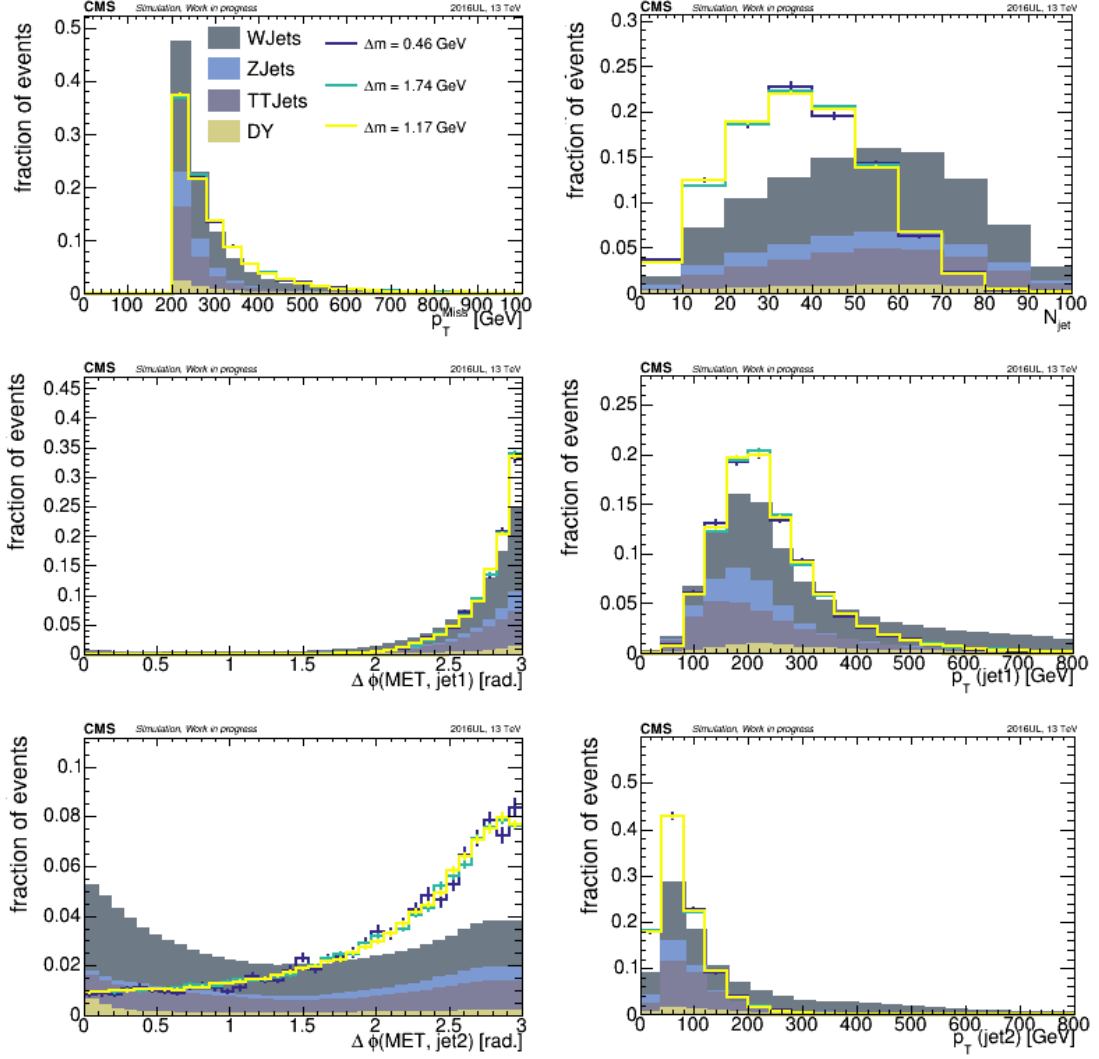 CMS
2016UL, 13 TeV
fraction of events
0.5
0.4
0.3
0.2
0.1
0
WJets
ZJets
TTJets
DY
Δm = 0.46 GeV
Δm = 1.74 GeV
Δm = 1.17 GeV
0 100 200 300 400 500 600 700 800 900 100
p_T^Miss [GeV]
CMS Simulation, Work in progress 2016UL, 13 TeV
fraction of events
0.3
0.25
0.2
0.15
0.1
0.05
0
0 10 20 30 40 50 60 70 80 90 100
N_jet
CMS Simulation, Work in progress 2016UL, 13 TeV
fraction of events
0.45
0.4
0.35
0.3
0.25
0.2
0.15
0.1
0.05
0
0 0.5 1 1.5 2 2.5 3
Δ ϕ(MET, jet1) [rad.]
CMS Simulation, Work in progress 2016UL, 13 TeV
fraction of events
0.25
0.2
0.15
0.1
0.05
0
0 100 200 300 400 500 600 700 800
p_T (jet1) [GeV]
CMS Simulation, Work in progress 2016UL, 13 TeV
fraction of events
0.1
0.08
0.06
0.04
0.02
0
0 0.5 1 1.5 2 2.5 3
Δ ϕ(MET, jet2) [rad.]
CMS Simulation, Work in progress 2016UL, 13 TeV
fraction of events
0.5
0.4
0.3
0.2
0.1
0
0 100 200 300 400 500 600 700 800
p_T (jet2) [GeV]